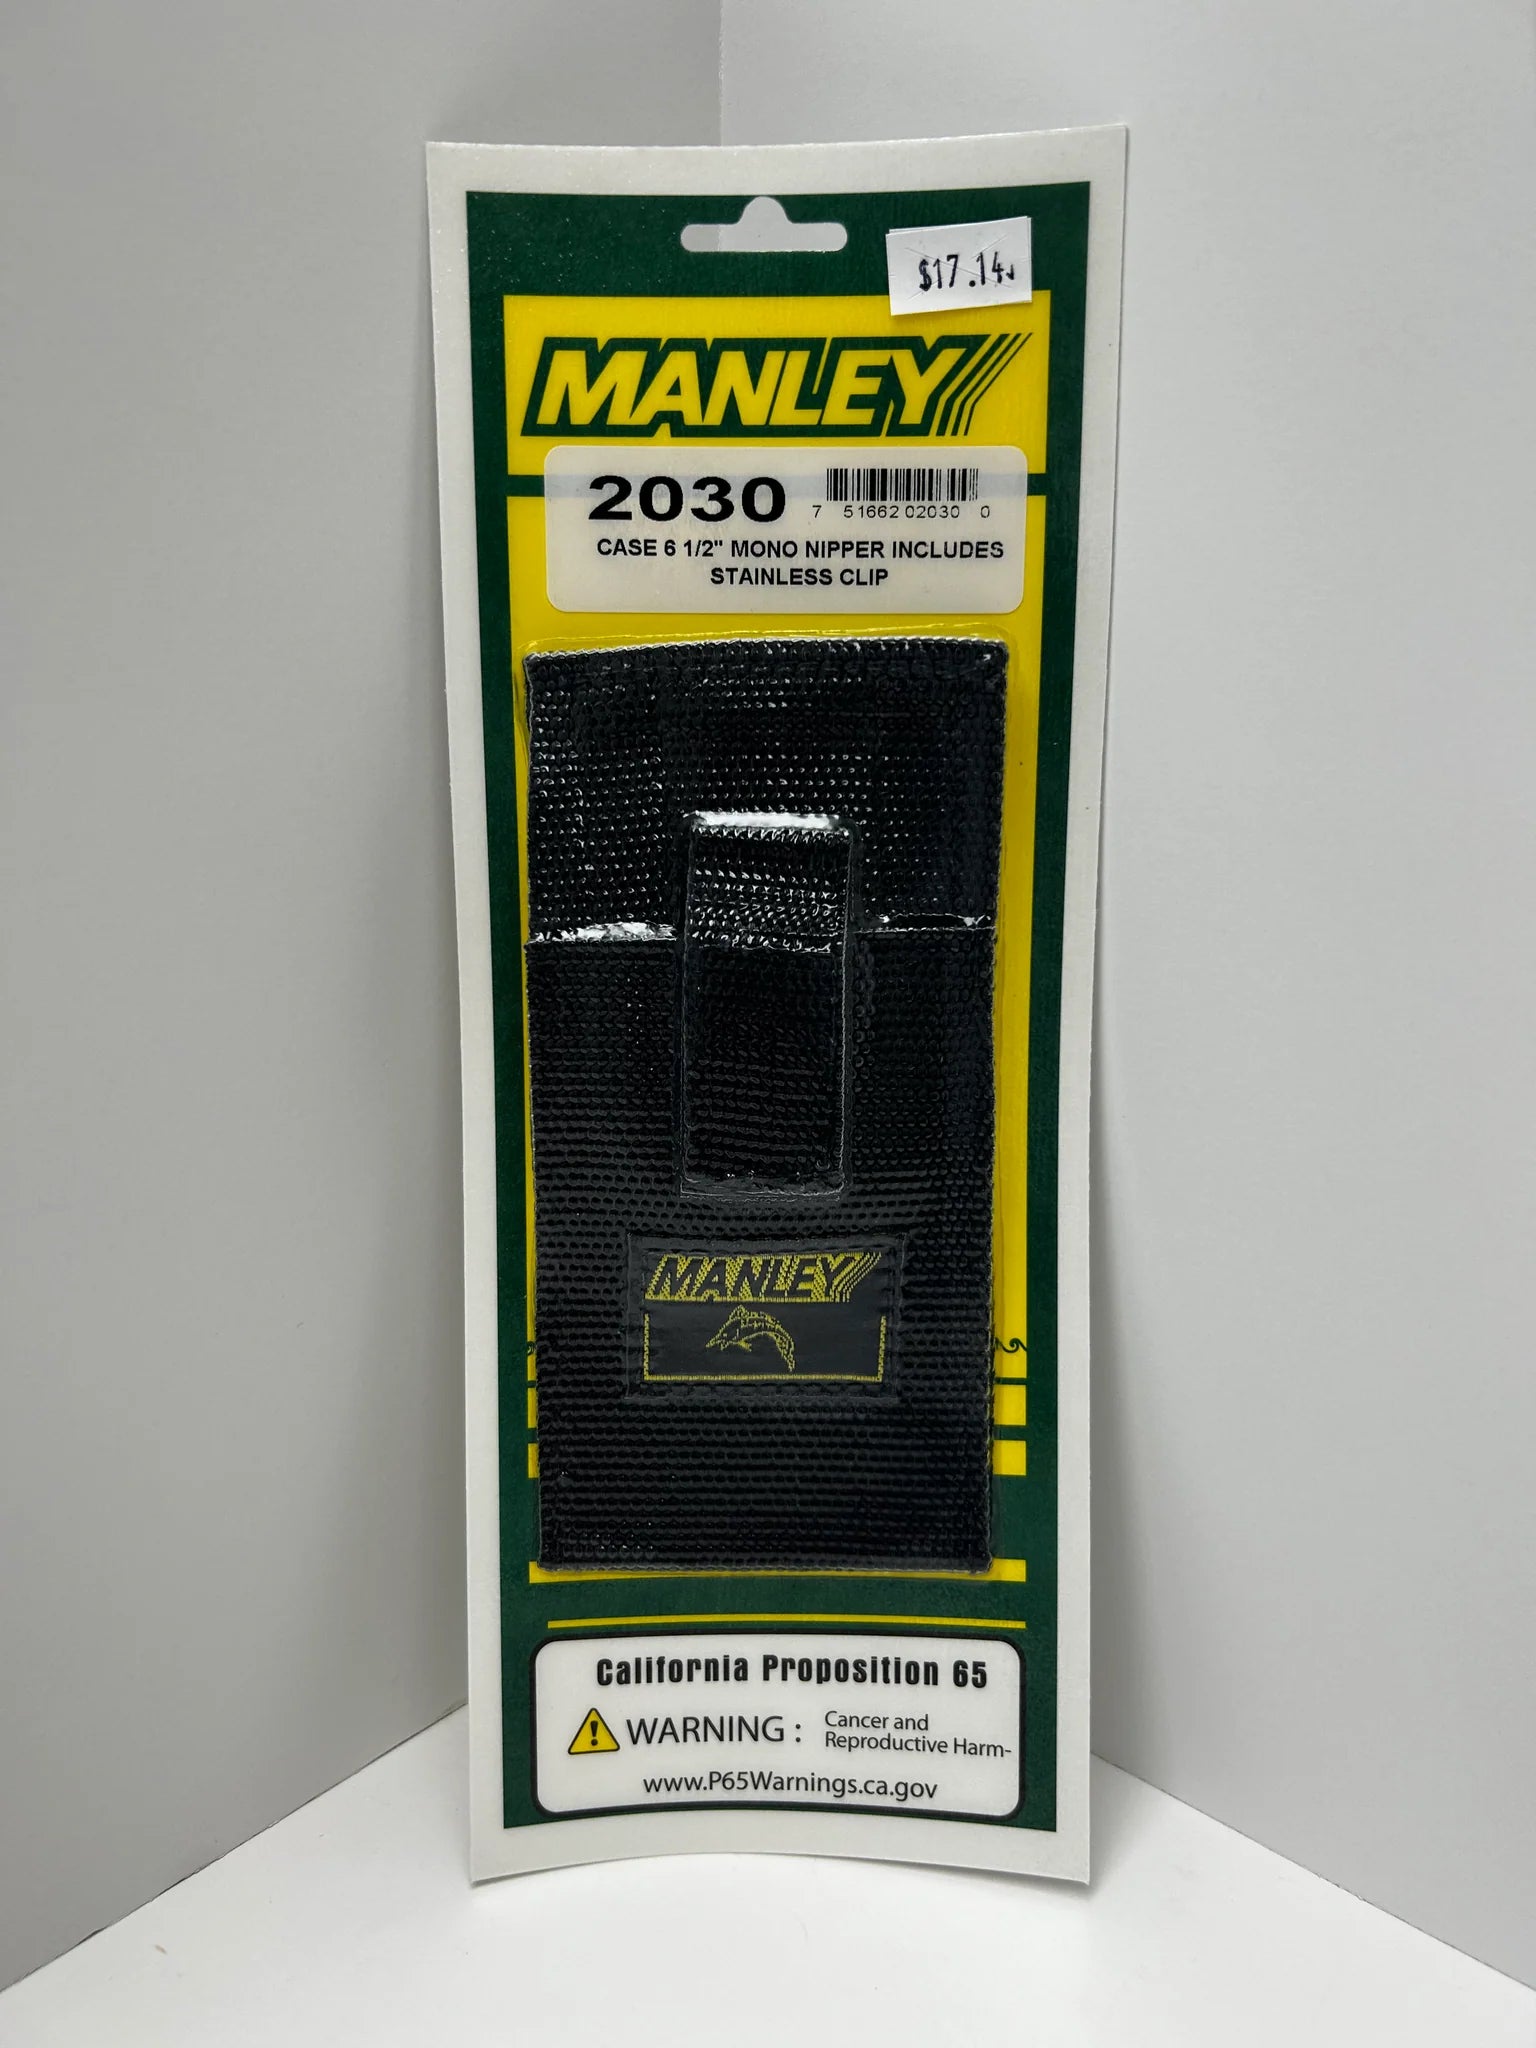 $17.14
MANLEY
2030
7 51662 02030 0
CASE 6 1/2" MONO NIPPER INCLUDES
STAINLESS CLIP
MANLEY
California Proposition 65
WARNING : Cancer and
Reproductive Harm-
www.P65Warnings.ca.gov